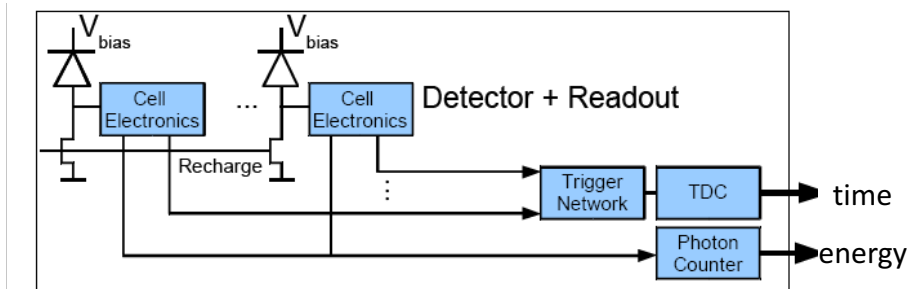 V bias
V bias
Cell
Electronics
...
Cell
Electronics
Detector + Readout
Recharge
...
Trigger
Network
TDC
time
Photon
Counter
energy